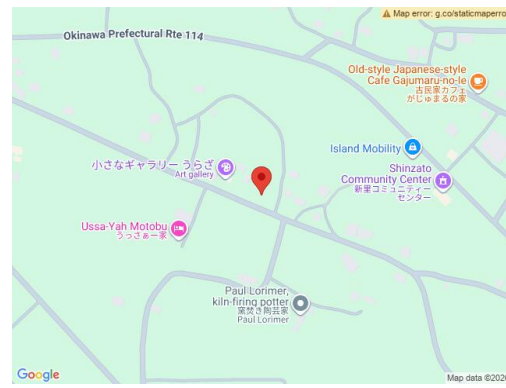 Map error: g.co/staticmaperro
Okinawa Prefectural Rte 114
Old-style Japanese-style
Cafe Gajumaru-no-Ie
古民家カフェ
がじゅまるの家
Island Mobility
小さなギャラリー うらざ
Art gallery
Shinzato
Community Center
新里コミュニティー
センター
Ussa-Yah Motobu
うっさぁー家
Paul Lorimer,
kiln-firing potter
窯焚き陶芸家
Paul Lorimer
Google
Map data ©2026